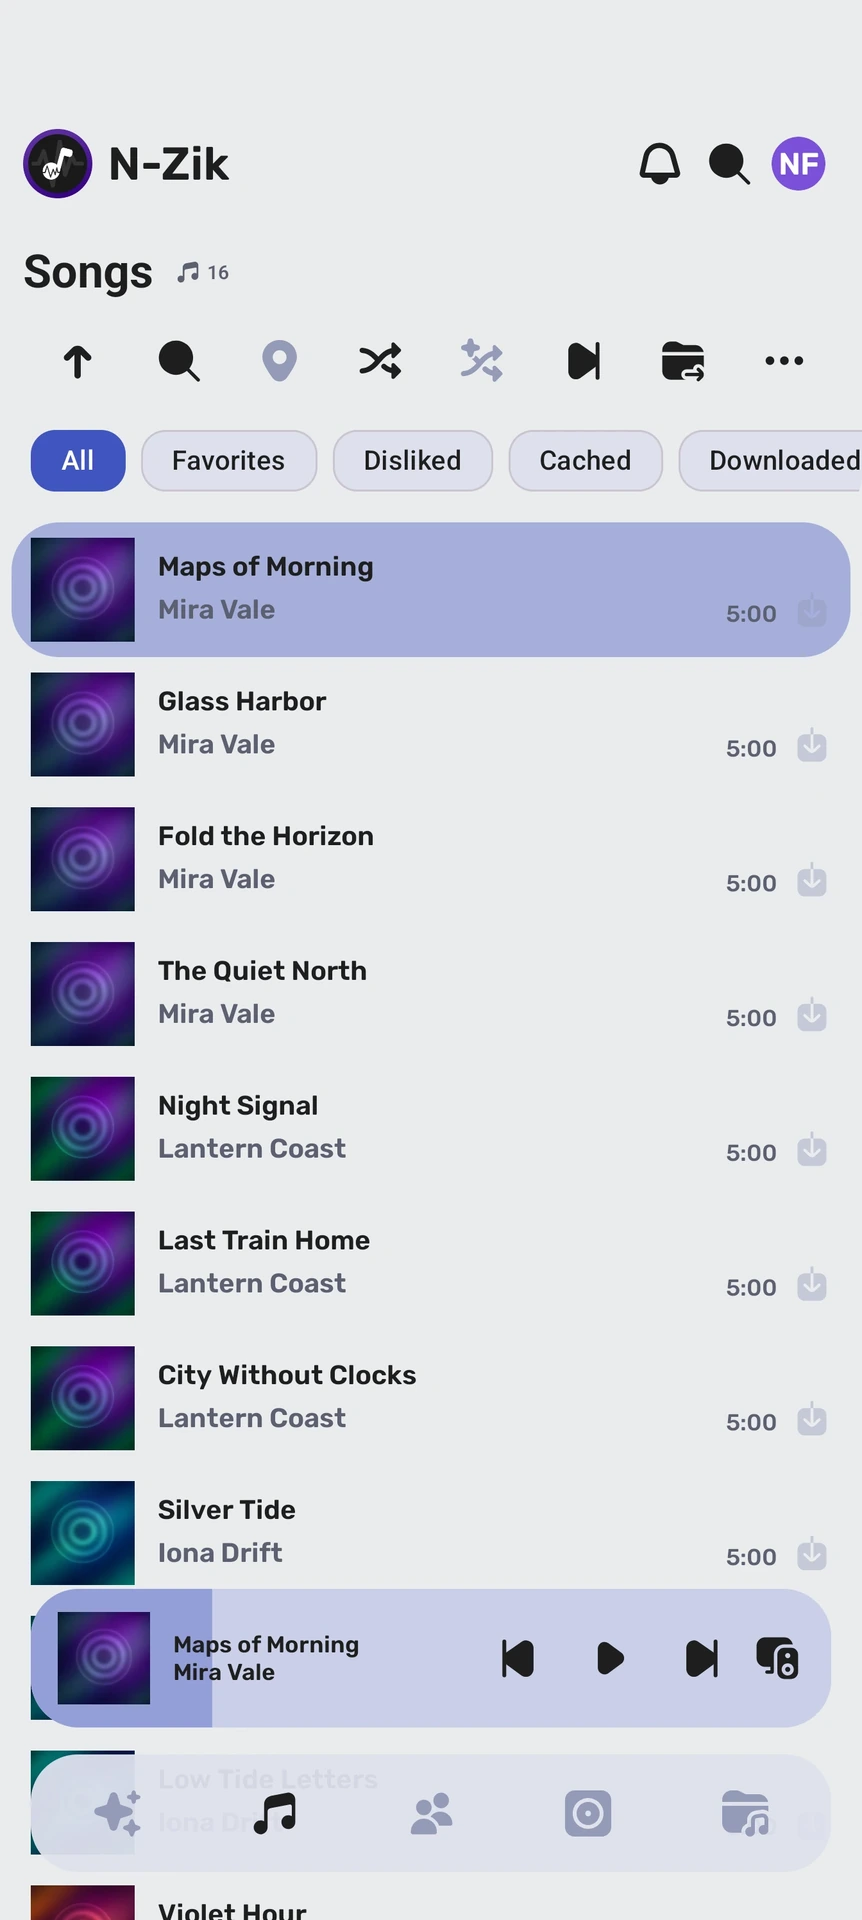 N-Zik
NF
Songs
16
All
Favorites
Disliked
Cached
Downloaded
Maps of Morning
Mira Vale
5:00
Glass Harbor
Mira Vale
5:00
Fold the Horizon
Mira Vale
5:00
The Quiet North
Mira Vale
5:00
Night Signal
Lantern Coast
5:00
Last Train Home
Lantern Coast
5:00
City Without Clocks
Lantern Coast
5:00
Silver Tide
Iona Drift
5:00
Maps of Morning
Mira Vale
Low Tide Letters
Iona Drift
Violet Hour